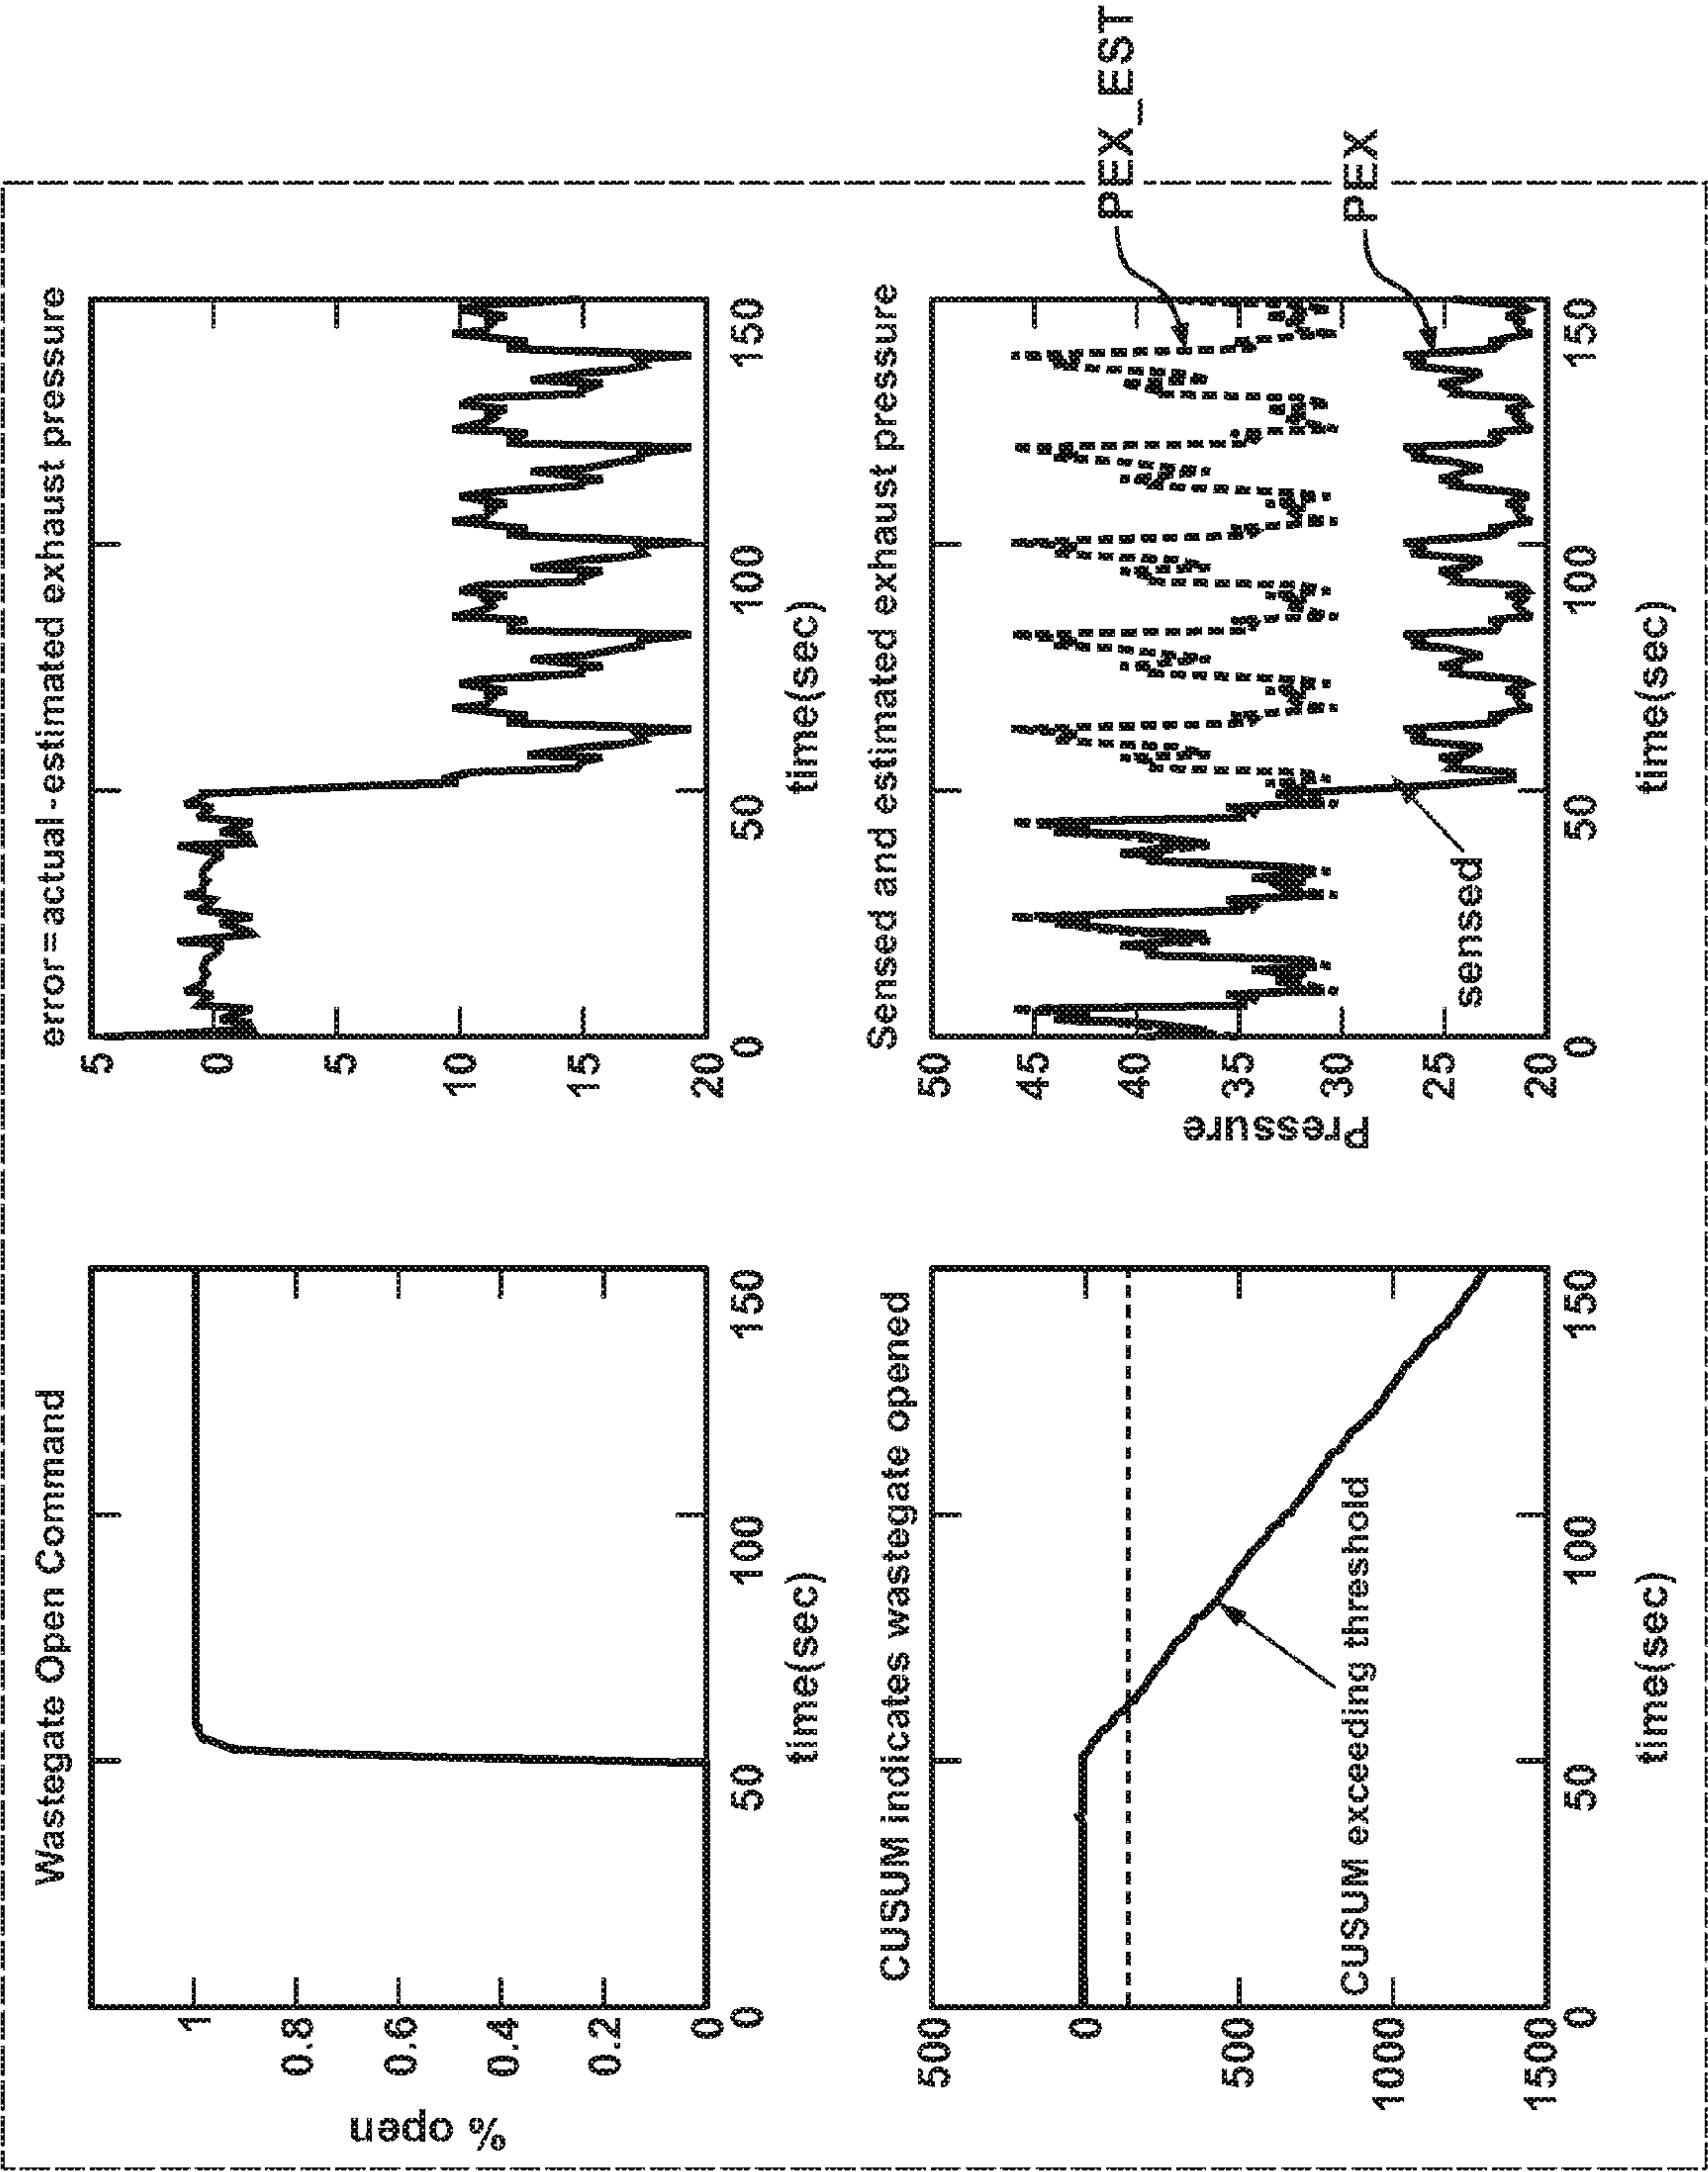 Wastegate Open Command
% open
1
0.8
0.6
0.4
0.2
0
0
50
100
150
time(sec)
error=actual-estimated exhaust pressure
5
0
5
10
15
20
0
50
100
150
time(sec)
CUSUM indicates wastegate opened
500
0
500
1000
1500
CUSUM exceeding threshold
0
50
100
150
time(sec)
Sensed and estimated exhaust pressure
Pressure
50
45
40
35
30
25
20
sensed
PEX_EST
PEX
0
50
100
150
time(sec)